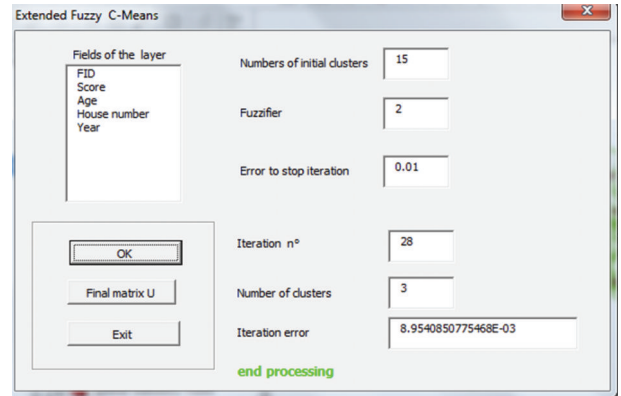 Extended Fuzzy C-Means
Fields of the layer
FID
Score
Age
House number
Year
Numbers of initial clusters
15
Fuzzifier
2
Error to stop iteration
0.01
OK
Final matrix U
Exit
Iteration n°
28
Number of clusters
3
Iteration error
8.9540850775468E-03
end processing